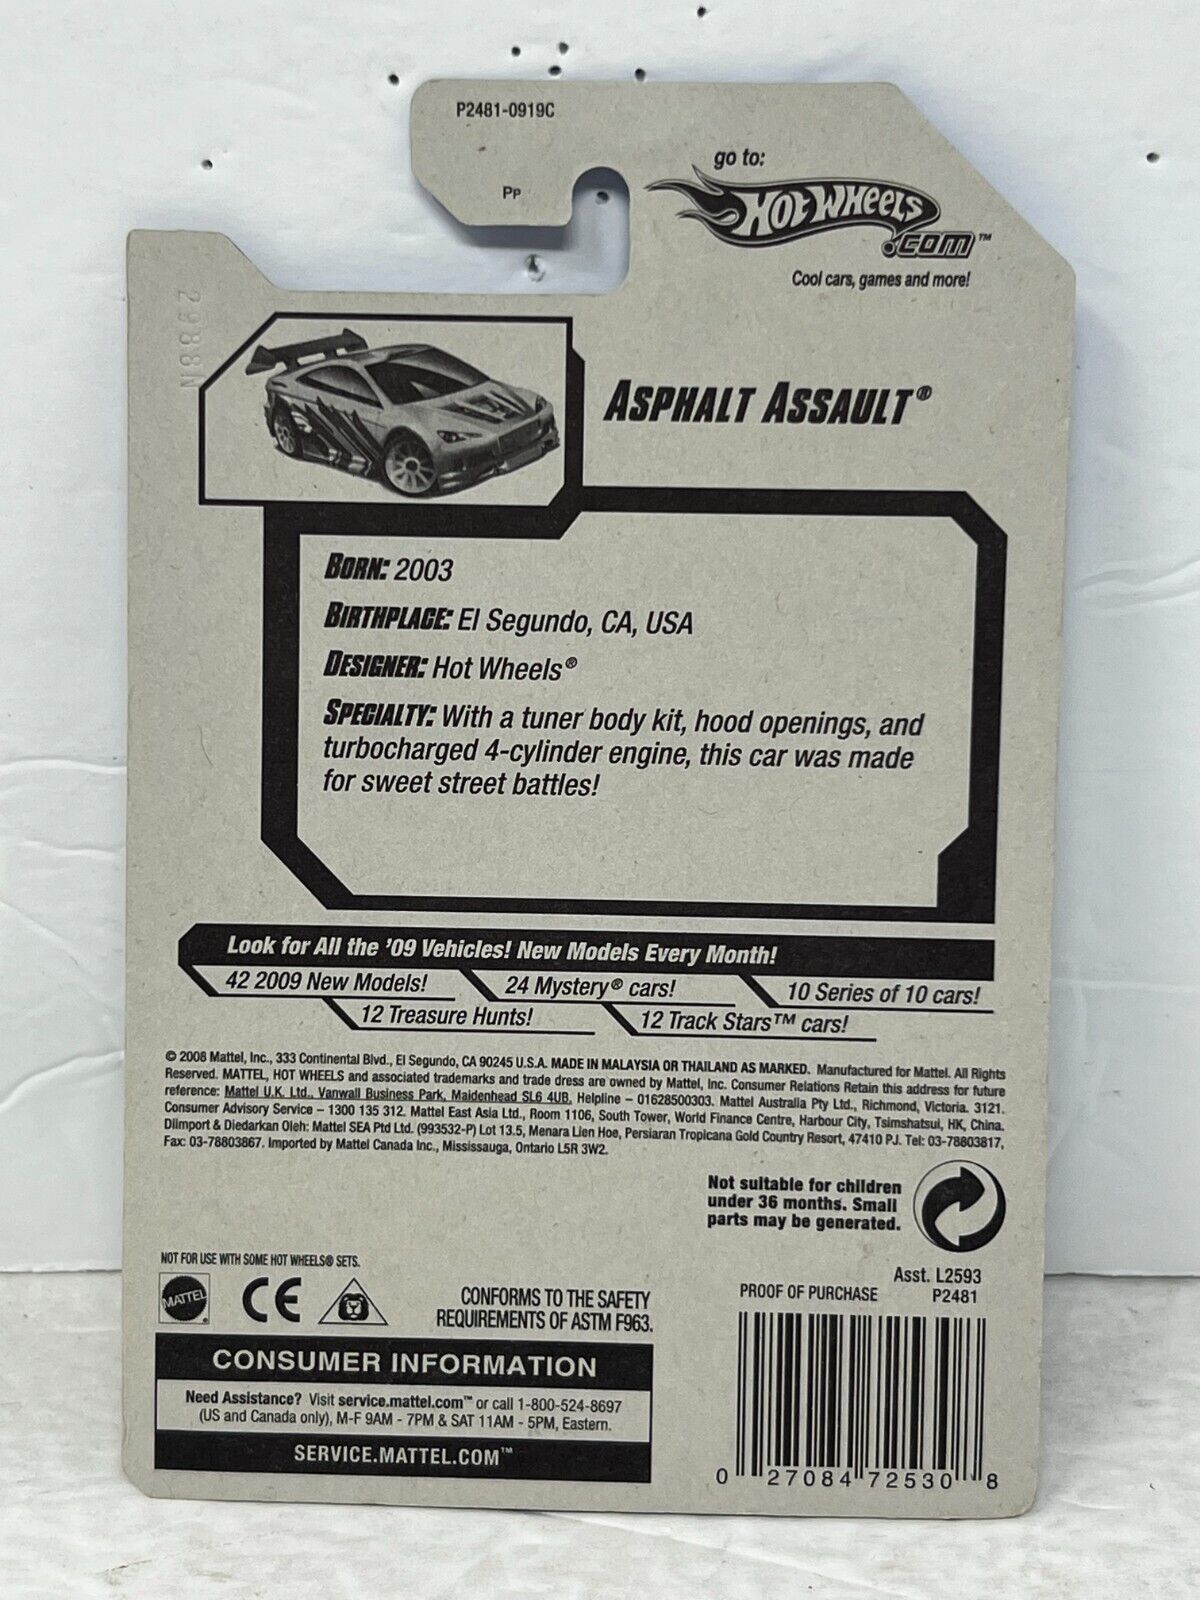 P2481-0919C
Pp
go to:
HOT WHEELS
.COM™
Cool cars, games and more!
2988N
ASPHALT ASSAULT®
BORN: 2003
BIRTHPLACE: El Segundo, CA, USA
DESIGNER: Hot Wheels®
SPECIALTY: With a tuner body kit, hood openings, and
turbocharged 4-cylinder engine, this car was made
for sweet street battles!
Look for All the ’09 Vehicles! New Models Every Month!
42 2009 New Models!
24 Mystery® cars!
10 Series of 10 cars!
12 Treasure Hunts!
12 Track Stars™ cars!
© 2008 Mattel, Inc., 333 Continental Blvd., El Segundo, CA 90245 U.S.A. MADE IN MALAYSIA OR THAILAND AS MARKED. Manufactured for Mattel. All Rights
Reserved. MATTEL, HOT WHEELS and associated trademarks and trade dress are owned by Mattel, Inc. Consumer Relations Retain this address for future
reference: Mattel U.K. Ltd., Vanwall Business Park, Maidenhead SL6 4UB. Helpline – 01628500303. Mattel Australia Pty Ltd., Richmond, Victoria. 3121.
Consumer Advisory Service – 1300 135 312. Mattel East Asia Ltd., Room 1106, South Tower, World Finance Centre, Harbour City, Tsimshatsui, HK, China.
Diimport & Diedarkan Oleh: Mattel SEA Ptd Ltd. (993532-P) Lot 13.5, Menara Lien Hoe, Persiaran Tropicana Gold Country Resort, 47410 PJ. Tel: 03-78803817,
Fax: 03-78803867. Imported by Mattel Canada Inc., Mississauga, Ontario L5R 3W2.
Not suitable for children
under 36 months. Small
parts may be generated.
NOT FOR USE WITH SOME HOT WHEELS® SETS.
MATTEL
CE
CONFORMS TO THE SAFETY
REQUIREMENTS OF ASTM F963.
Asst. L2593
PROOF OF PURCHASE P2481
CONSUMER INFORMATION
Need Assistance? Visit service.mattel.com™ or call 1-800-524-8697
(US and Canada only), M-F 9AM - 7PM & SAT 11AM - 5PM, Eastern.
SERVICE.MATTEL.COM™
0 27084 72530 8